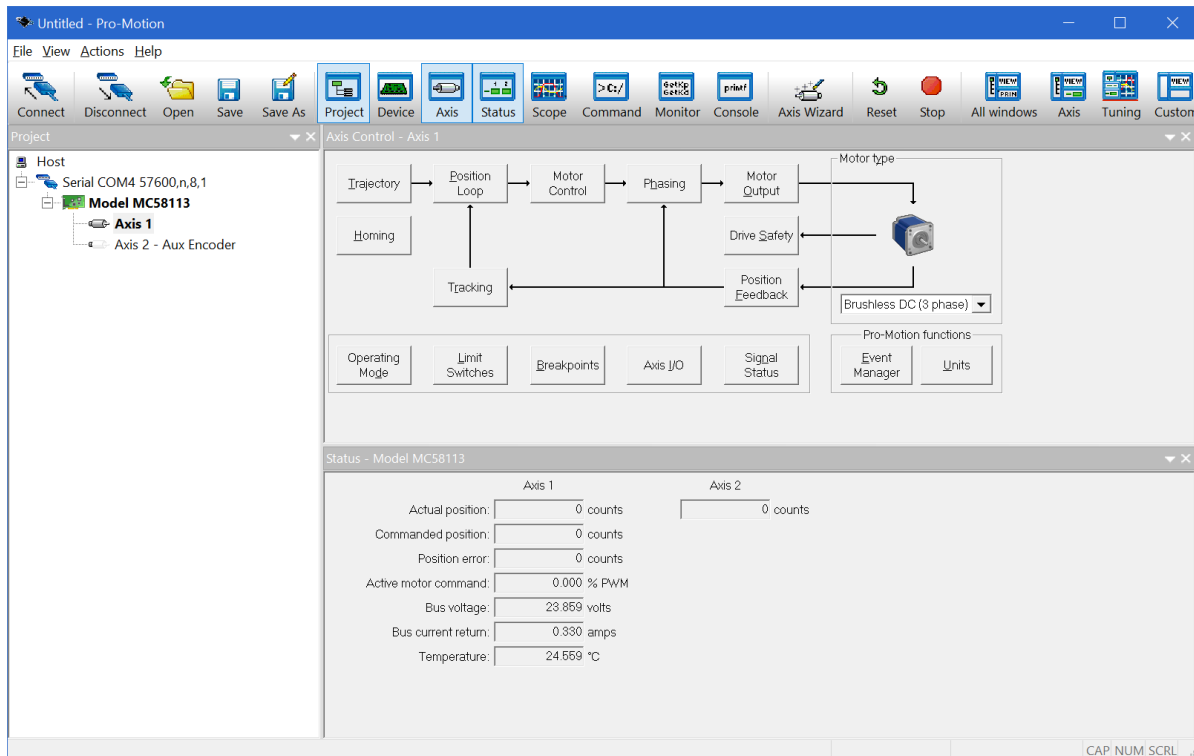 Untitled - Pro-Motion
File View Actions Help
Connect Disconnect Open Save Save As Project Device Axis Status Scope Command Monitor Console Axis Wizard Reset Stop All windows Axis Tuning Custom
>C:/
GetKp
GetKd
printf
VIEW
VIEW
VIEW
Project
Host
Serial COM4 57600,n,8,1
Model MC58113
Axis 1
Axis 2 - Aux Encoder
Axis Control - Axis 1
Trajectory
Position
Loop
Motor
Control
Phasing
Motor
Output
Motor type
Homing
Drive Safety
Tracking
Position
Feedback
Brushless DC (3 phase)
Operating
Mode
Limit
Switches
Breakpoints
Axis I/O
Signal
Status
Pro-Motion functions
Event
Manager
Units
Status - Model MC58113
Axis 1 Axis 2
Actual position: 0 counts 0 counts
Commanded position: 0 counts
Position error: 0 counts
Active motor command: 0.000 % PWM
Bus voltage: 23.859 volts
Bus current return: 0.330 amps
Temperature: 24.559 °C
CAP NUM SCRL